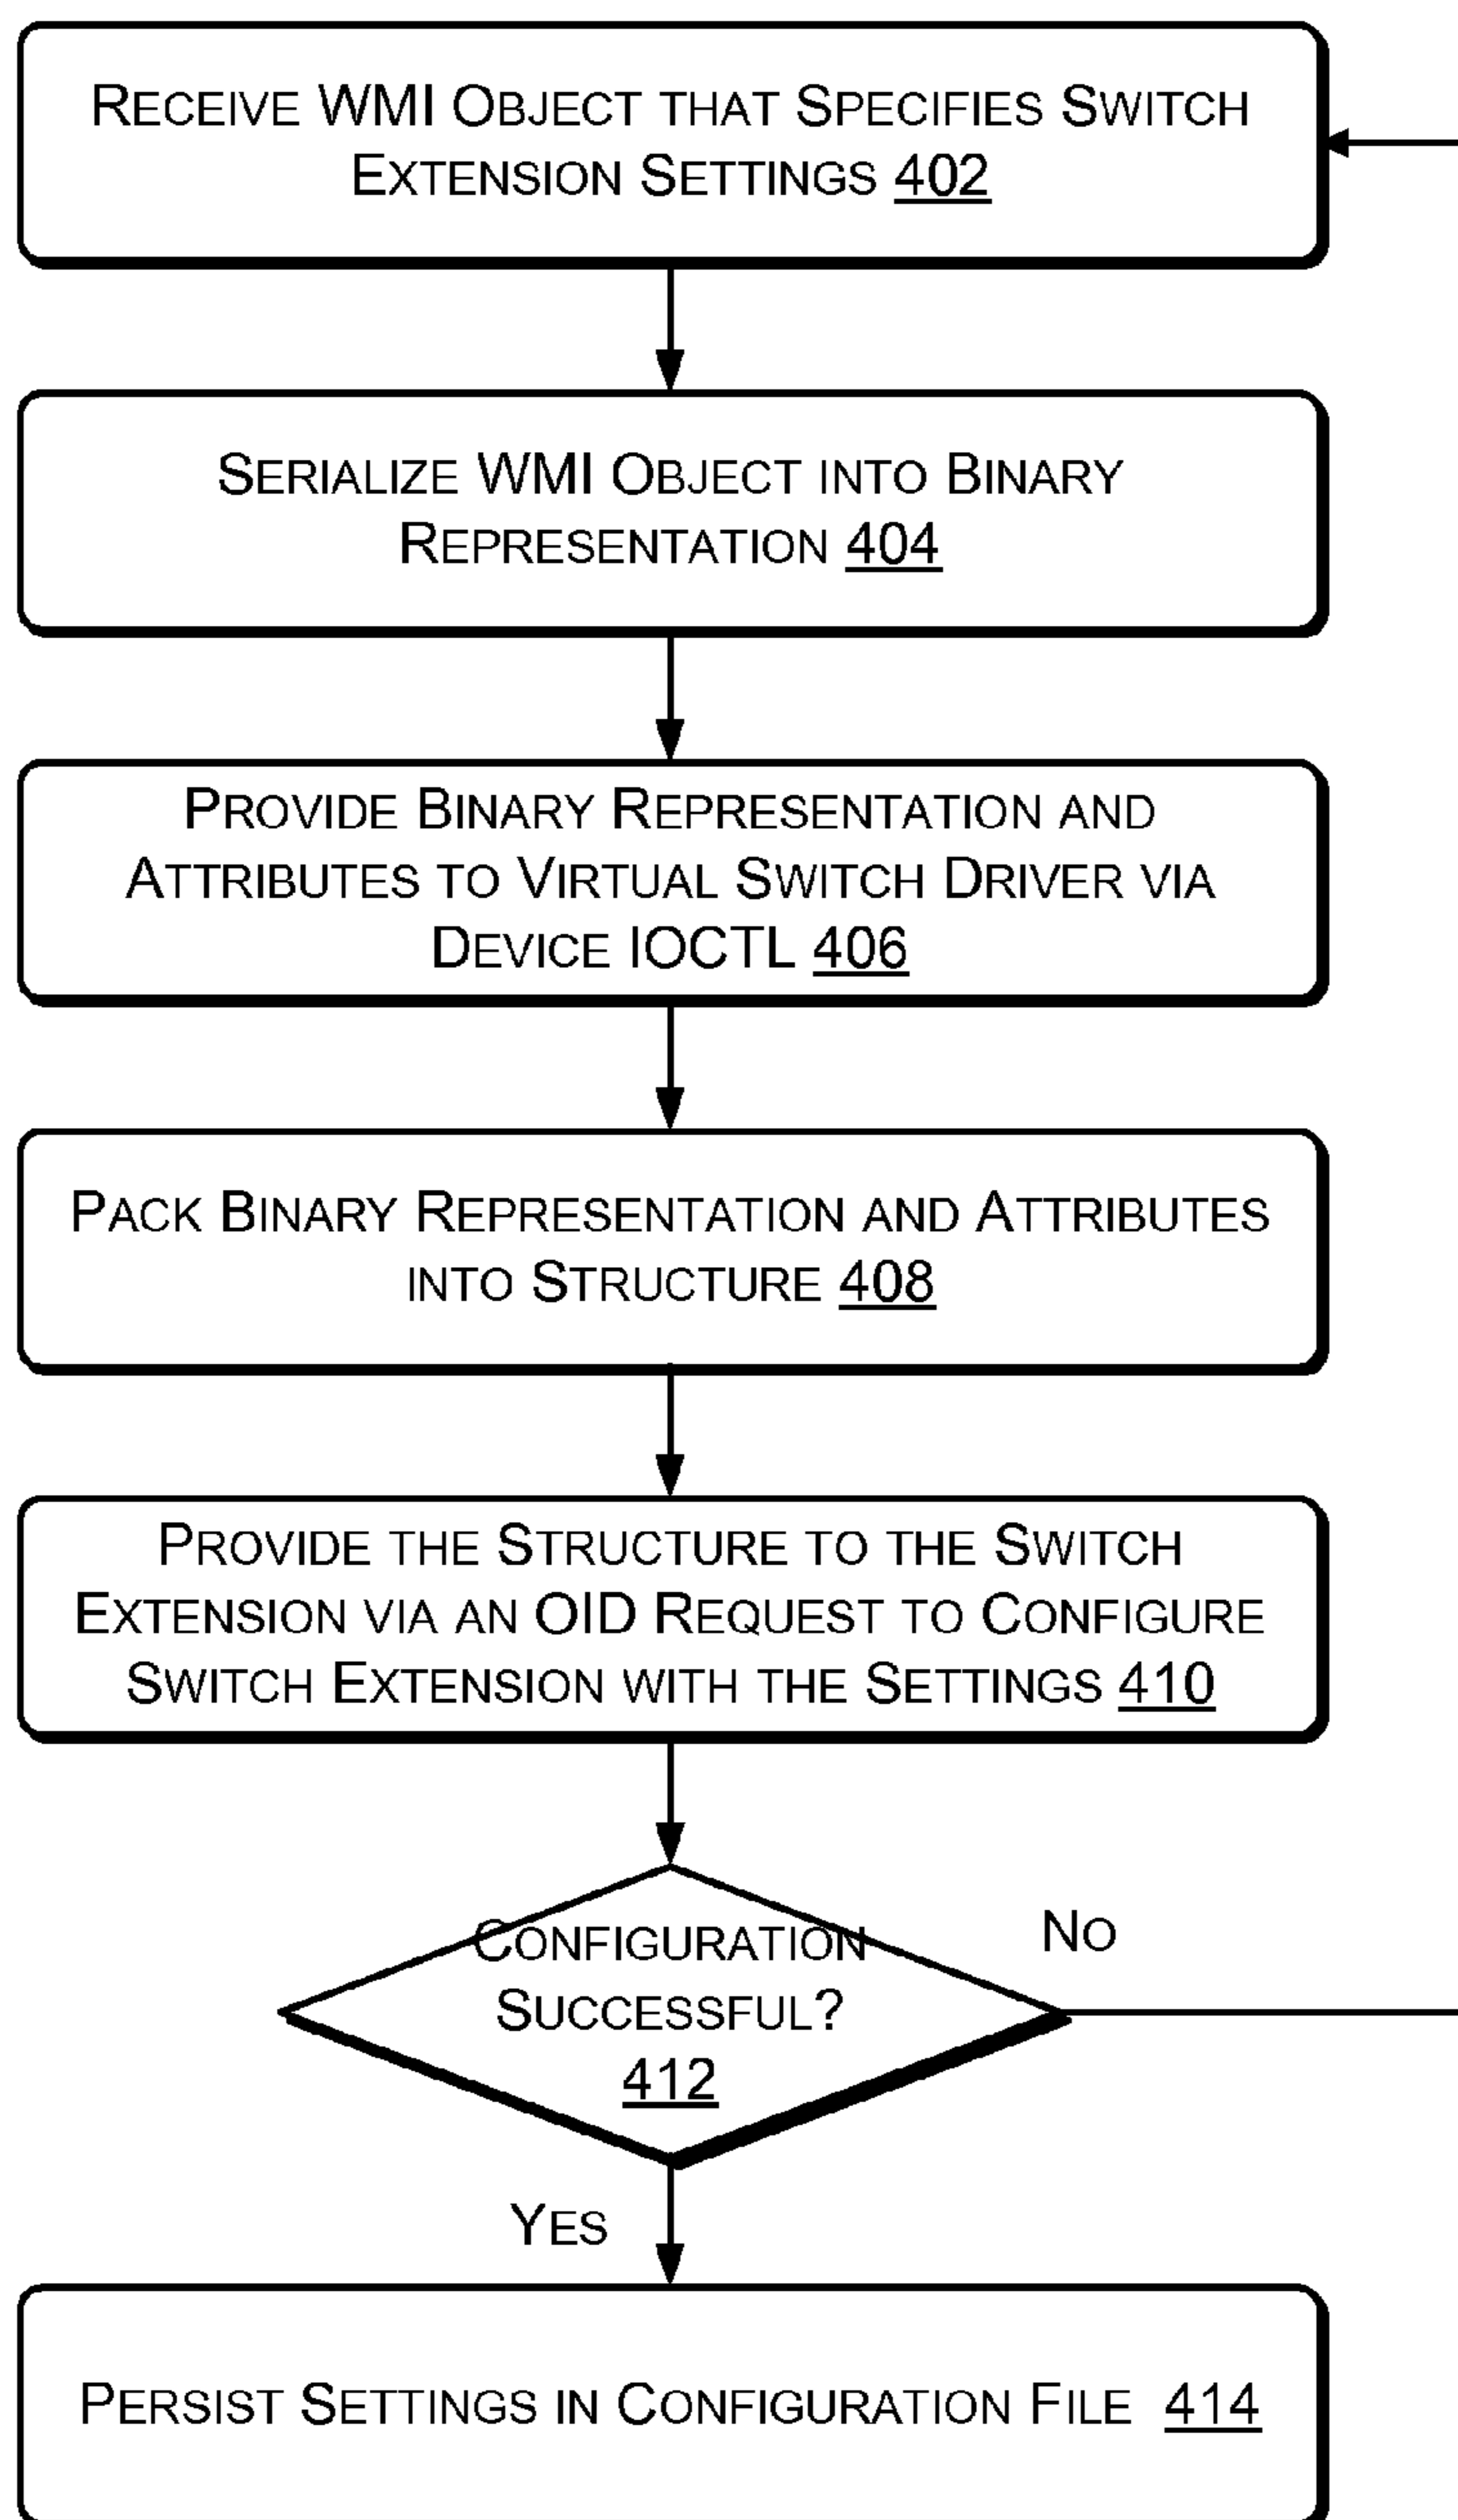 RECEIVE WMI OBJECT THAT SPECIFIES SWITCH
EXTENSION SETTINGS 402
SERIALIZE WMI OBJECT INTO BINARY
REPRESENTATION 404
PROVIDE BINARY REPRESENTATION AND
ATTRIBUTES TO VIRTUAL SWITCH DRIVER VIA
DEVICE IOCTL 406
PACK BINARY REPRESENTATION AND ATTRIBUTES
INTO STRUCTURE 408
PROVIDE THE STRUCTURE TO THE SWITCH
EXTENSION VIA AN OID REQUEST TO CONFIGURE
SWITCH EXTENSION WITH THE SETTINGS 410
CONFIGURATION
SUCCESSFUL?
412
NO
YES
PERSIST SETTINGS IN CONFIGURATION FILE 414